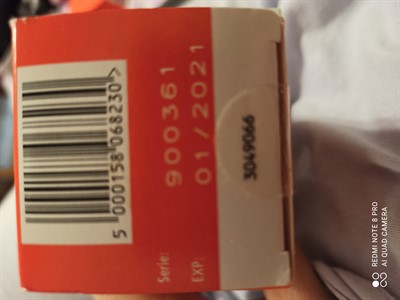 5 000158 068230>
Serie: 900361
EXP: 01/2021
3049066
REDMI NOTE 8 PRO
AI QUAD CAMERA